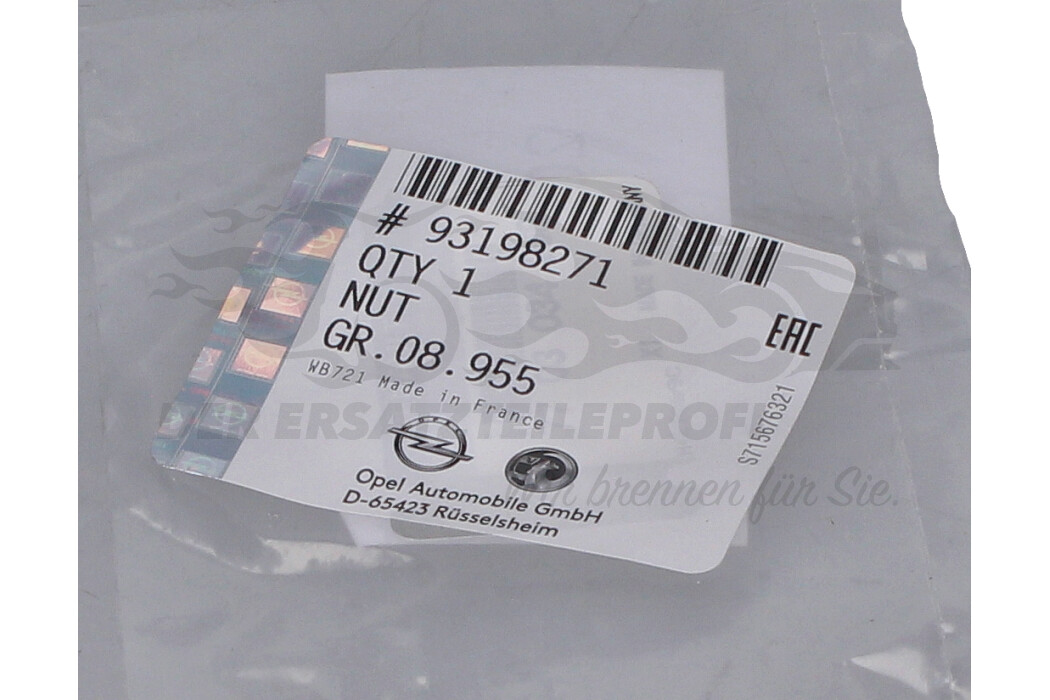 # 93198271
QTY 1
NUT
GR.08.955
WB721 Made in France
EAC
S715676321
OPEL
Opel Automobile GmbH
D-65423 Rüsselsheim
DER ERSATZTEILEPROFI
Wir brennen für Sie.